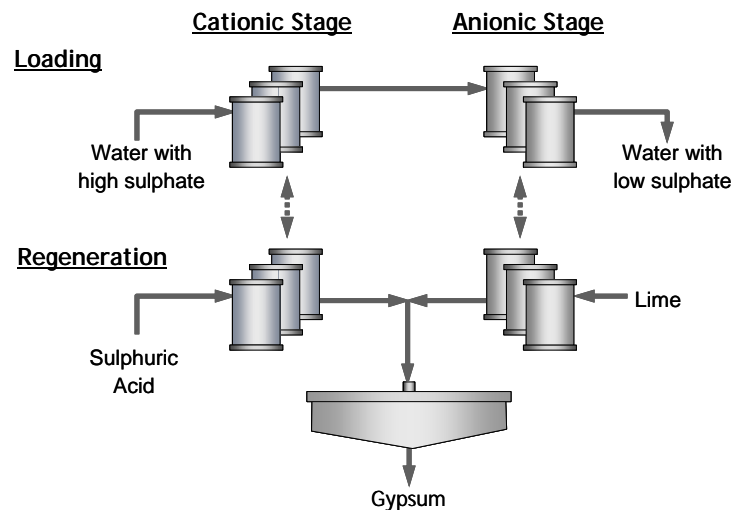 Cationic Stage
Anionic Stage
Loading
Water with
high sulphate
Water with
low sulphate
Regeneration
Sulphuric
Acid
Lime
Gypsum